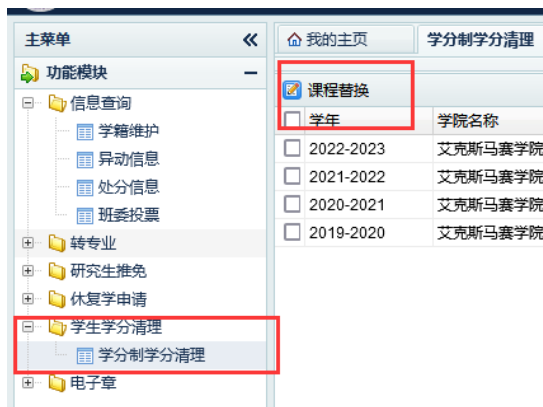 主菜单
功能模块
信息查询
学籍维护
异动信息
处分信息
班委投票
转专业
研究生推免
休复学申请
学生学分清理
学分制学分清理
电子章
我的主页 学分制学分清理
课程替换
学年 学院名称
2022-2023 艾克斯马赛学院
2021-2022 艾克斯马赛学院
2020-2021 艾克斯马赛学院
2019-2020 艾克斯马赛学院